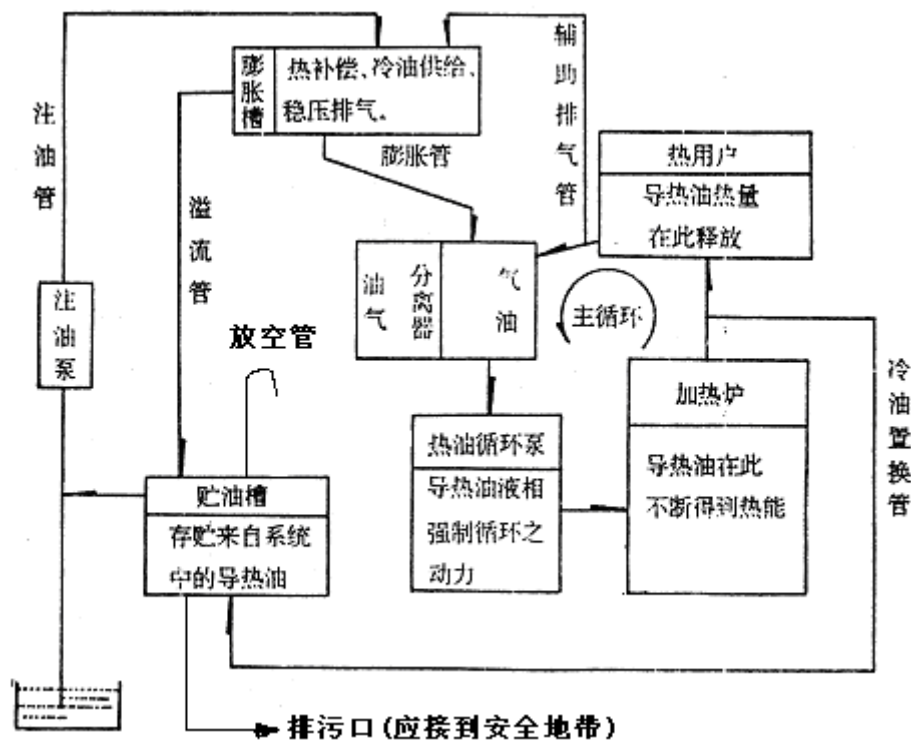 膨胀槽
热补偿、冷油供给、
稳压排气。
辅助排气管
注油管
膨胀管
热用户
导热油热量
在此释放
溢流管
油气
分离器
气油
主循环
注油泵
放空管
加热炉
导热油在此
不断得到热能
冷油置换管
热油循环泵
导热油液相
强制循环之
动力
贮油槽
存贮来自系统
中的导热油
排污口(应接到安全地带)